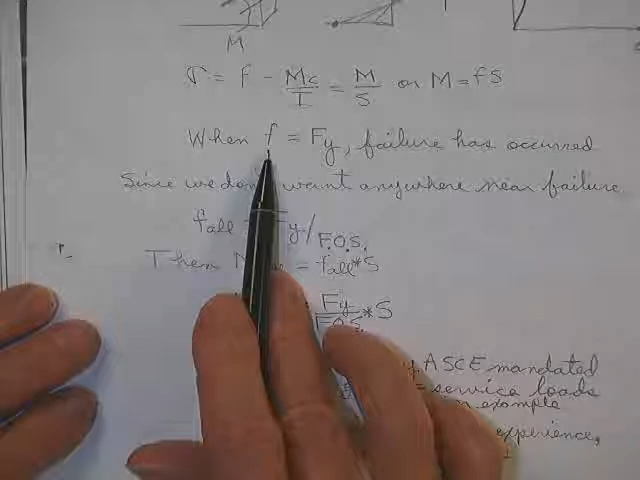 M
σ = f - Mc/I = M/S or M = fS
When f = Fy, failure has occurred
Since we don't want anywhere near failure
fall = Fy/F.O.S.
Then M = fall*S
Fy/F.O.S. *S
ASCE mandated
= service loads
in example
experience,